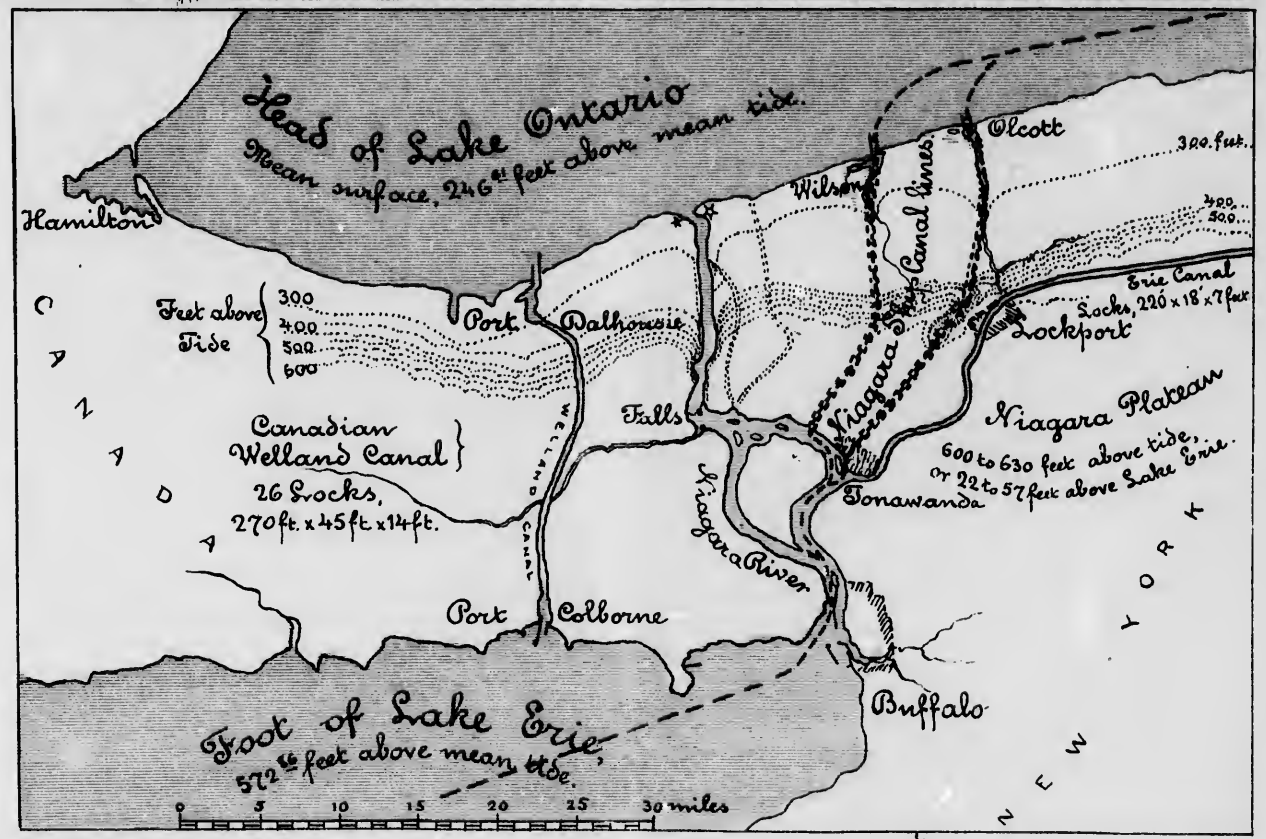 Head of Lake Ontario
Mean surface, 246 61 feet above mean tide.
Olcott
300 feet.
Wilson
Hamilton
400
500
Niagara Ship Canal lines
Erie Canal
Locks, 220' x 18' x 7 feet
Lockport
Feet above
Tide
300
400
500
600
Port Dalhousie
CANADA
Falls
Niagara Plateau
600 to 630 feet above tide,
or 22 to 57 feet above Lake Erie.
Canadian
Welland Canal
26 Locks,
270 ft. x 45 ft x 14 ft.
WELLAND CANAL
Tonawanda
Niagara River
NEW YORK
Port Colborne
Buffalo
Foot of Lake Erie,
572 86 feet above mean tide.
0 5 10 15 20 25 30 miles